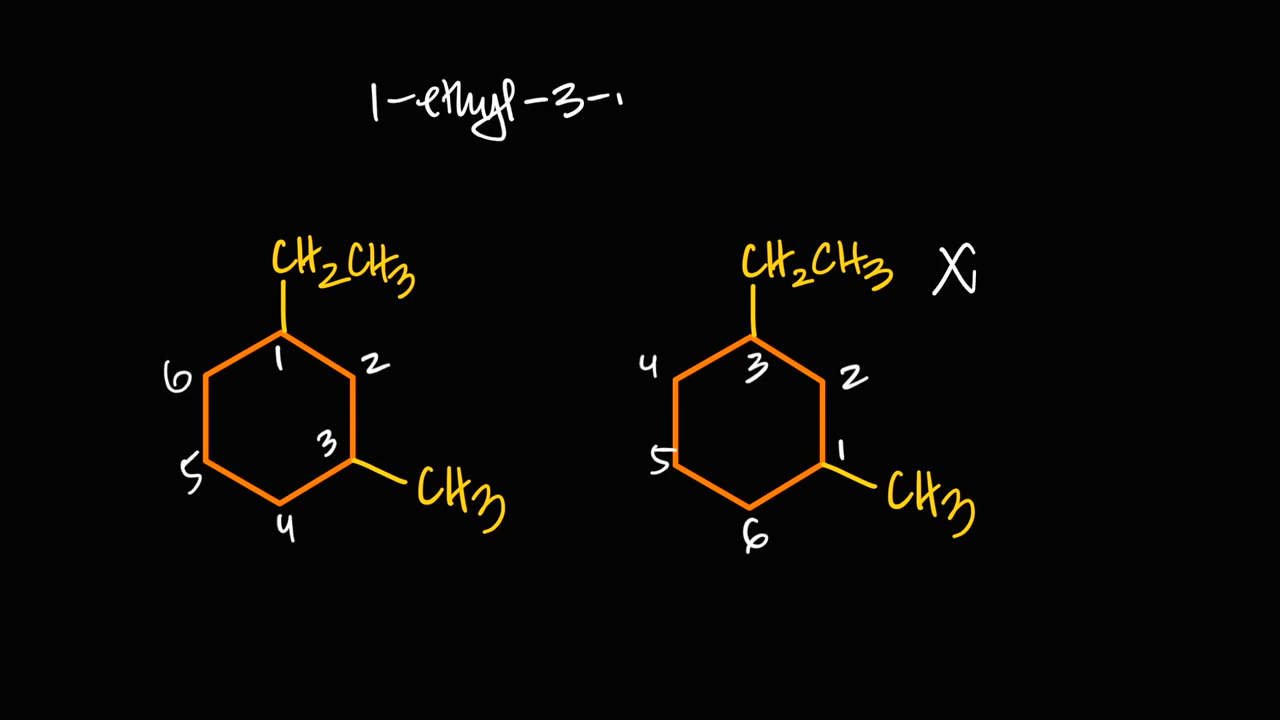 1-ethyl-3-
CH2CH3
CH2CH3 X
6 1 2
4 3 2
5 3
5 1
CH3
CH3
4
6